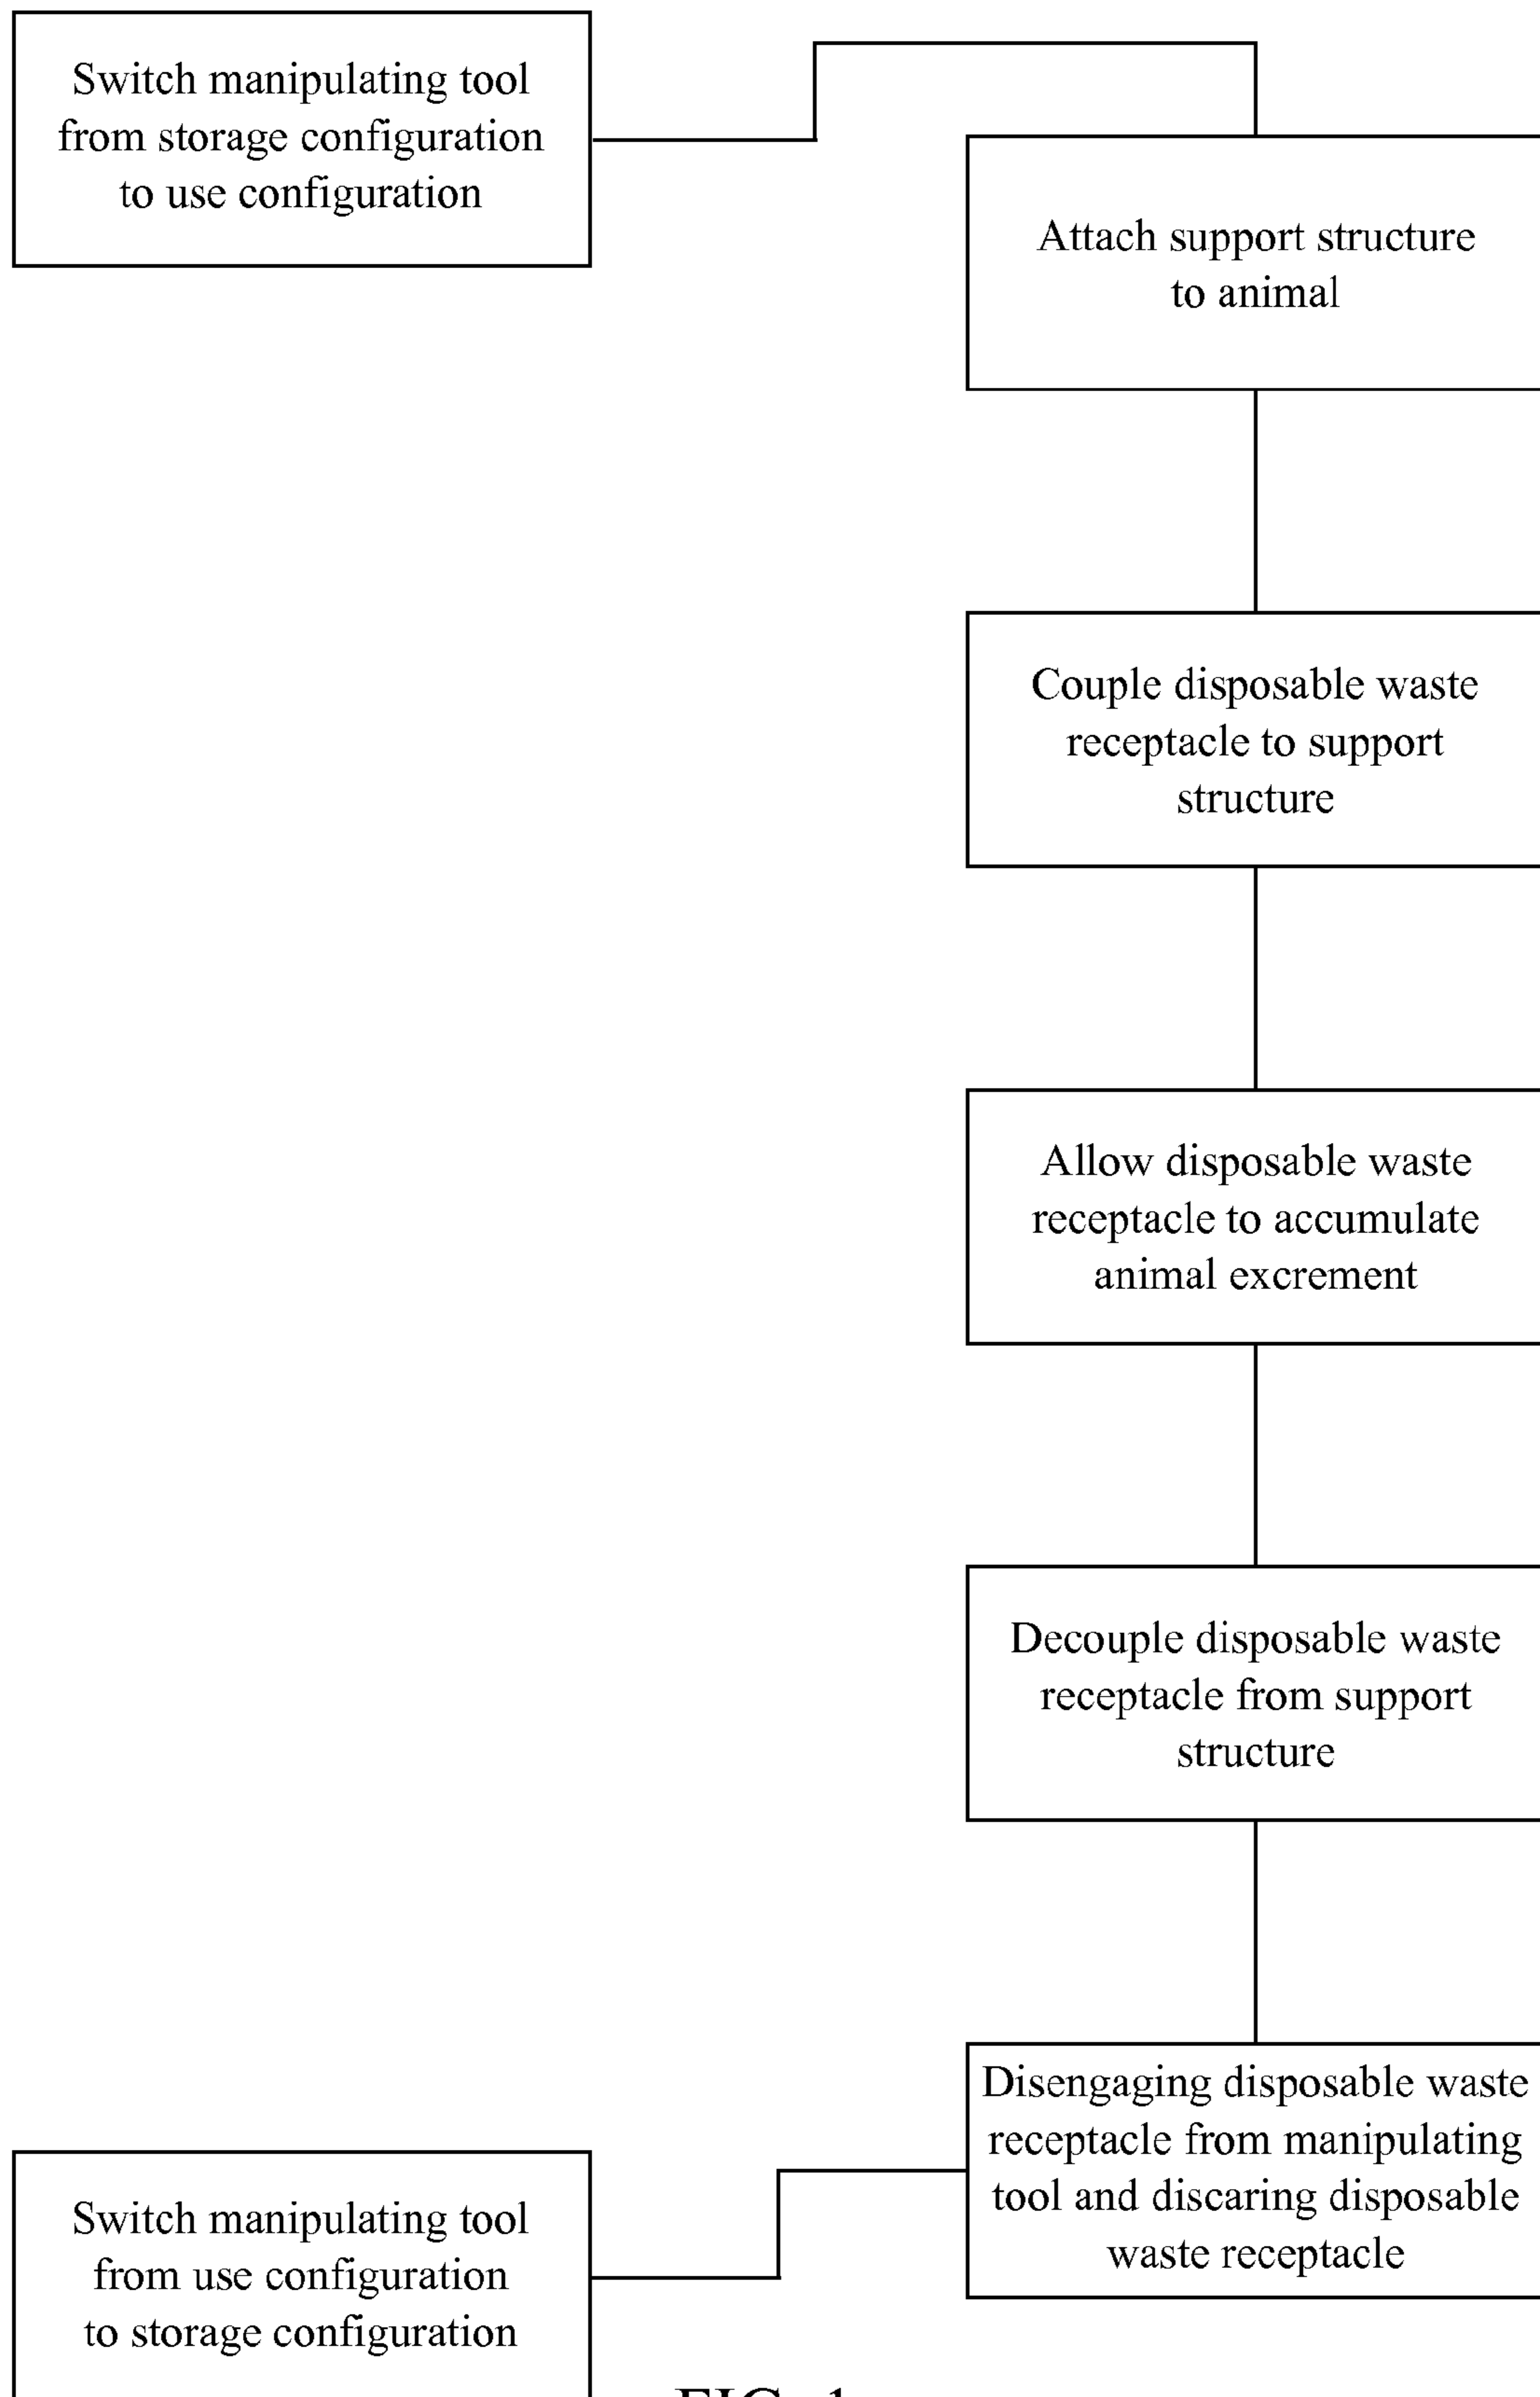 Switch manipulating tool
from storage configuration
to use configuration
Attach support structure
to animal
Couple disposable waste
receptacle to support
structure
Allow disposable waste
receptacle to accumulate
animal excrement
Decouple disposable waste
receptacle from support
structure
Disengaging disposable waste
receptacle from manipulating
tool and discaring disposable
waste receptacle
Switch manipulating tool
from use configuration
to storage configuration